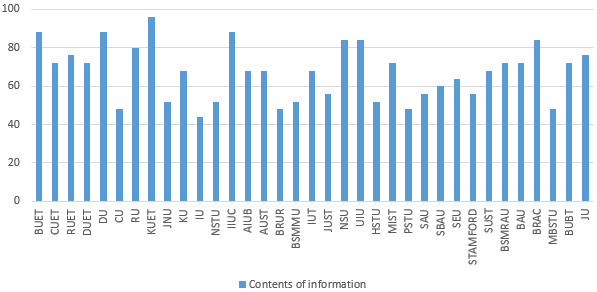 100
80
60
40
20
0
BUET
CUET
RUET
DUET
DU
CU
RU
KUET
JNU
KU
IU
NSTU
IIUC
AIUB
AUST
BRUR
BSMMU
IUT
JUST
NSU
UIU
HSTU
MIST
PSTU
SAU
SBAU
SEU
STAMFORD
SUST
BSMRAU
BAU
BRAC
MBSTU
BUBT
JU
Contents of information